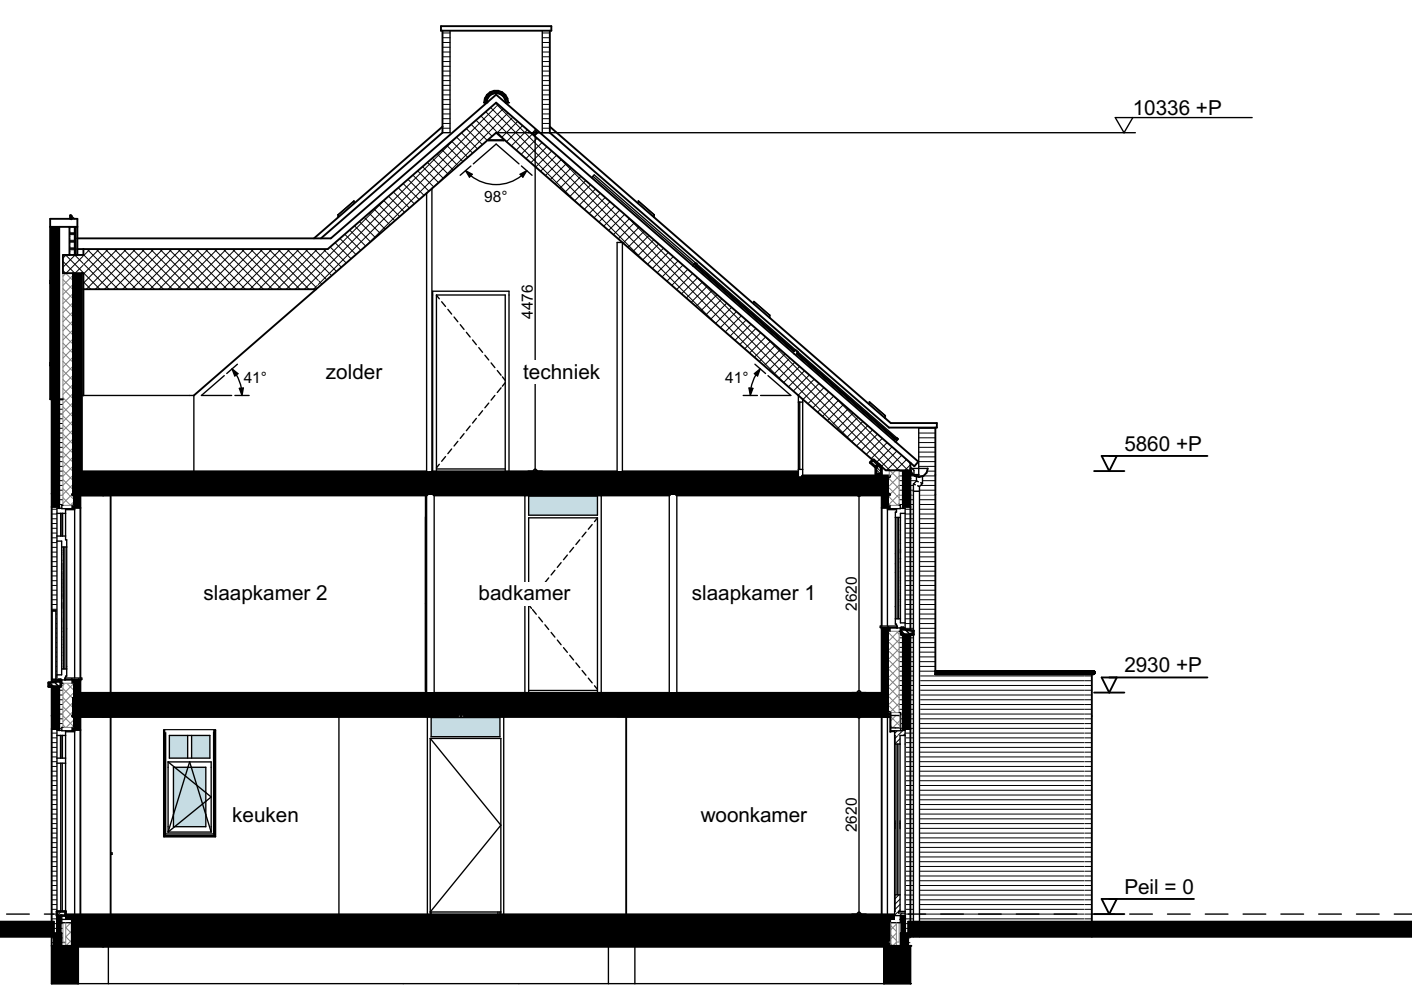 10336 +P
98°
4476
zolder
techniek
41°
41°
5860 +P
slaapkamer 2
badkamer
slaapkamer 1
2620
2930 +P
keuken
woonkamer
2620
Peil = 0